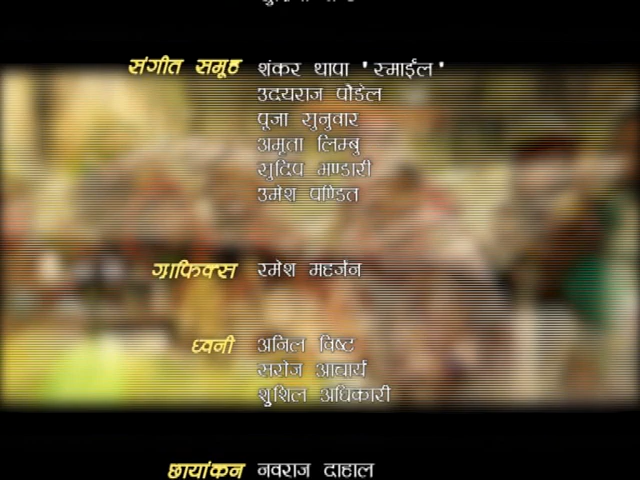 संगीत समूह शंकर थापा 'स्माईल'
उदयराज पौडेल
पूजा सुनुवार
अमृता लिम्बु
सुदिप भण्डारी
उमेश पण्डित
ग्राफिक्स रमेश महर्जन
ध्वनी अनिल विष्ट
सरोज आचार्य
शुशिल अधिकारी
छायांकन नवराज दाहाल